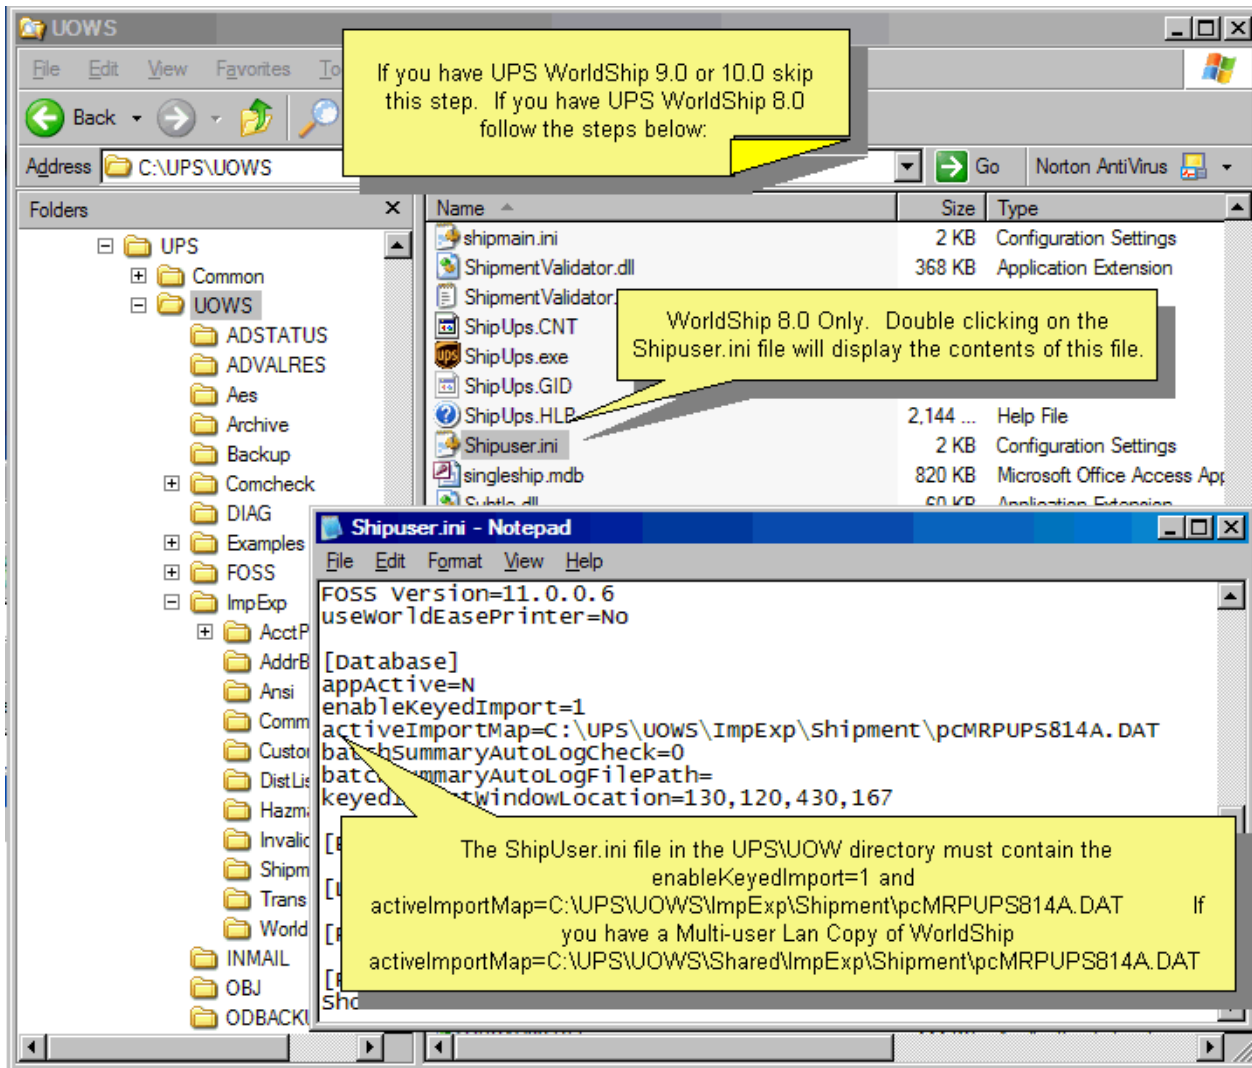 UOWS
File Edit View Favorites
If you have UPS WorldShip 9.0 or 10.0 skip
this step. If you have UPS WorldShip 8.0
follow the steps below:
Back
Address C:\UPS\UOWS
Go Norton AntiVirus
Folders
Name Size Type
UPS
Common
UOWS
ADSTATUS
ADVALRES
Aes
Archive
Backup
Comcheck
DIAG
Examples
FOSS
ImpExp
Ansi
Trans
World
INMAIL
OBJ
shipmain.ini 2 KB Configuration Settings
ShipmentValidator.dll 368 KB Application Extension
ShipmentValidator.
ShipUps.CNT
ShipUps.exe
ShipUps.GID
ShipUps.HLP 2,144 ... Help File
Shipuser.ini 2 KB Configuration Settings
singleship.mdb 820 KB Microsoft Office Access App
WorldShip 8.0 Only. Double clicking on the
Shipuser.ini file will display the contents of this file.
Shipuser.ini - Notepad
File Edit Format View Help
FOSS Version=11.0.0.6
useWorldEasePrinter=No
[Database]
appActive=N
enableKeyedImport=1
activeImportMap=C:\UPS\UOWS\ImpExp\Shipment\pcMRPUPS814A.DAT
batchSummaryAutoLogCheck=0
batchSummaryAutoLogFilePath=
WindowLocation=130,120,430,167
The ShipUser.ini file in the UPS\UOW directory must contain the
enableKeyedImport=1 and
activeImportMap=C:\UPS\UOWS\ImpExp\Shipment\pcMRPUPS814A.DAT If
you have a Multi-user Lan Copy of WorldShip
activeImportMap=C:\UPS\UOWS\Shared\ImpExp\Shipment\pcMRPUPS814A.DAT